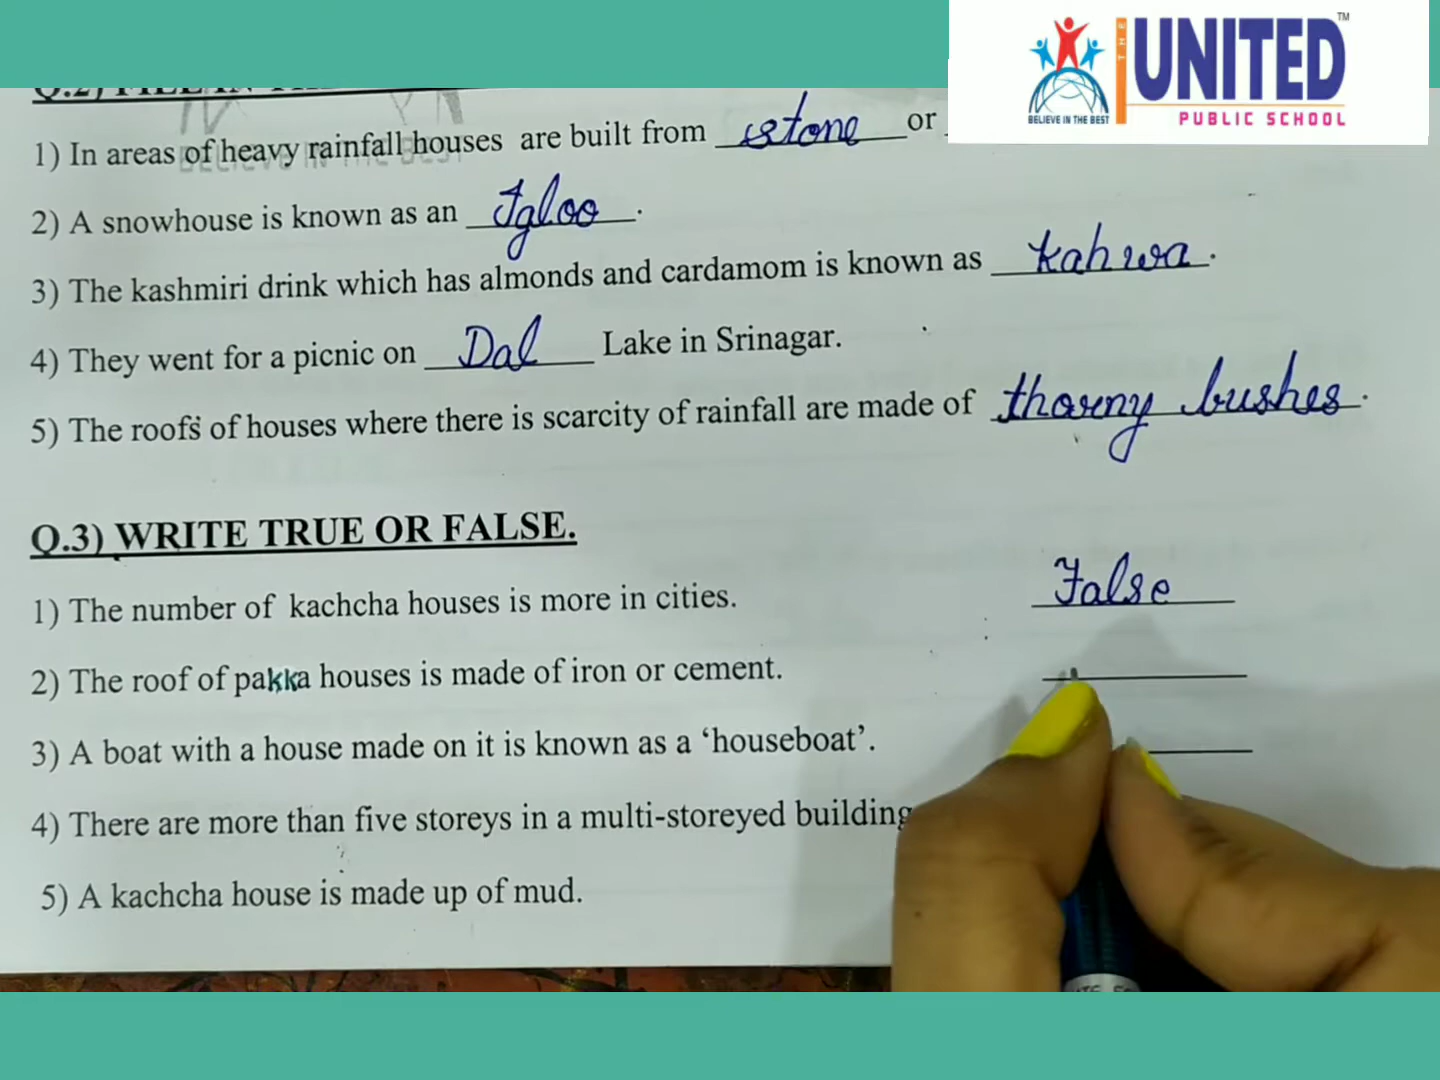 THE UNITED TM
BELIEVE IN THE BEST
PUBLIC SCHOOL
Q.2) FILL IN THE
1) In areas of heavy rainfall houses are built from stone or
2) A snowhouse is known as an Igloo.
3) The kashmiri drink which has almonds and cardamom is known as kahwa.
4) They went for a picnic on Dal Lake in Srinagar.
5) The roofs of houses where there is scarcity of rainfall are made of thorny bushes.
Q.3) WRITE TRUE OR FALSE.
1) The number of kachcha houses is more in cities. False
2) The roof of pakka houses is made of iron or cement.
3) A boat with a house made on it is known as a ‘houseboat’.
4) There are more than five storeys in a multi-storeyed building
5) A kachcha house is made up of mud.